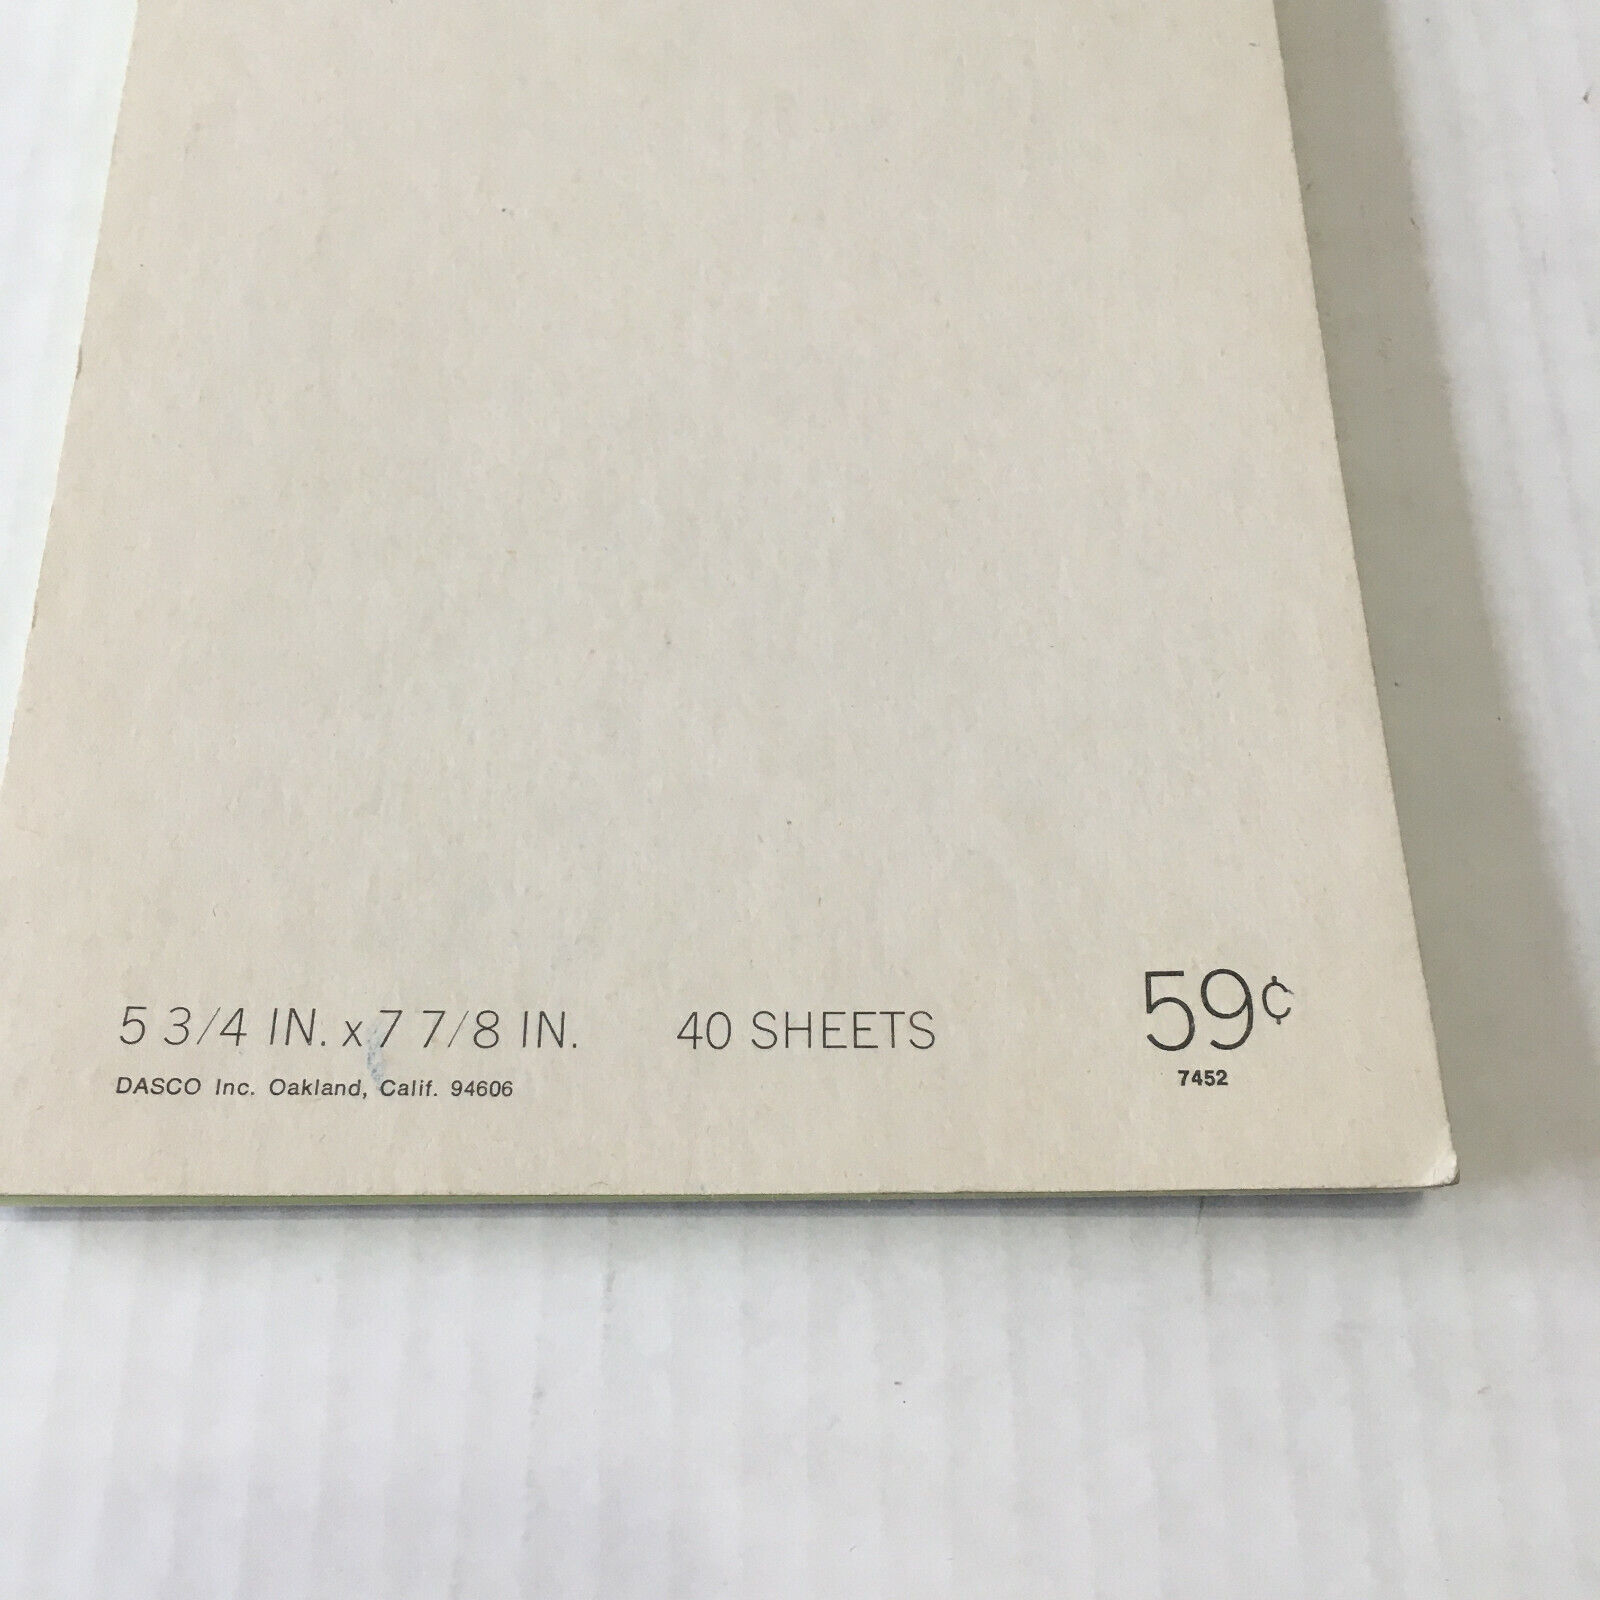 5 3/4 IN. x 7 7/8 IN. 40 SHEETS 59¢
DASCO Inc. Oakland, Calif. 94606 7452